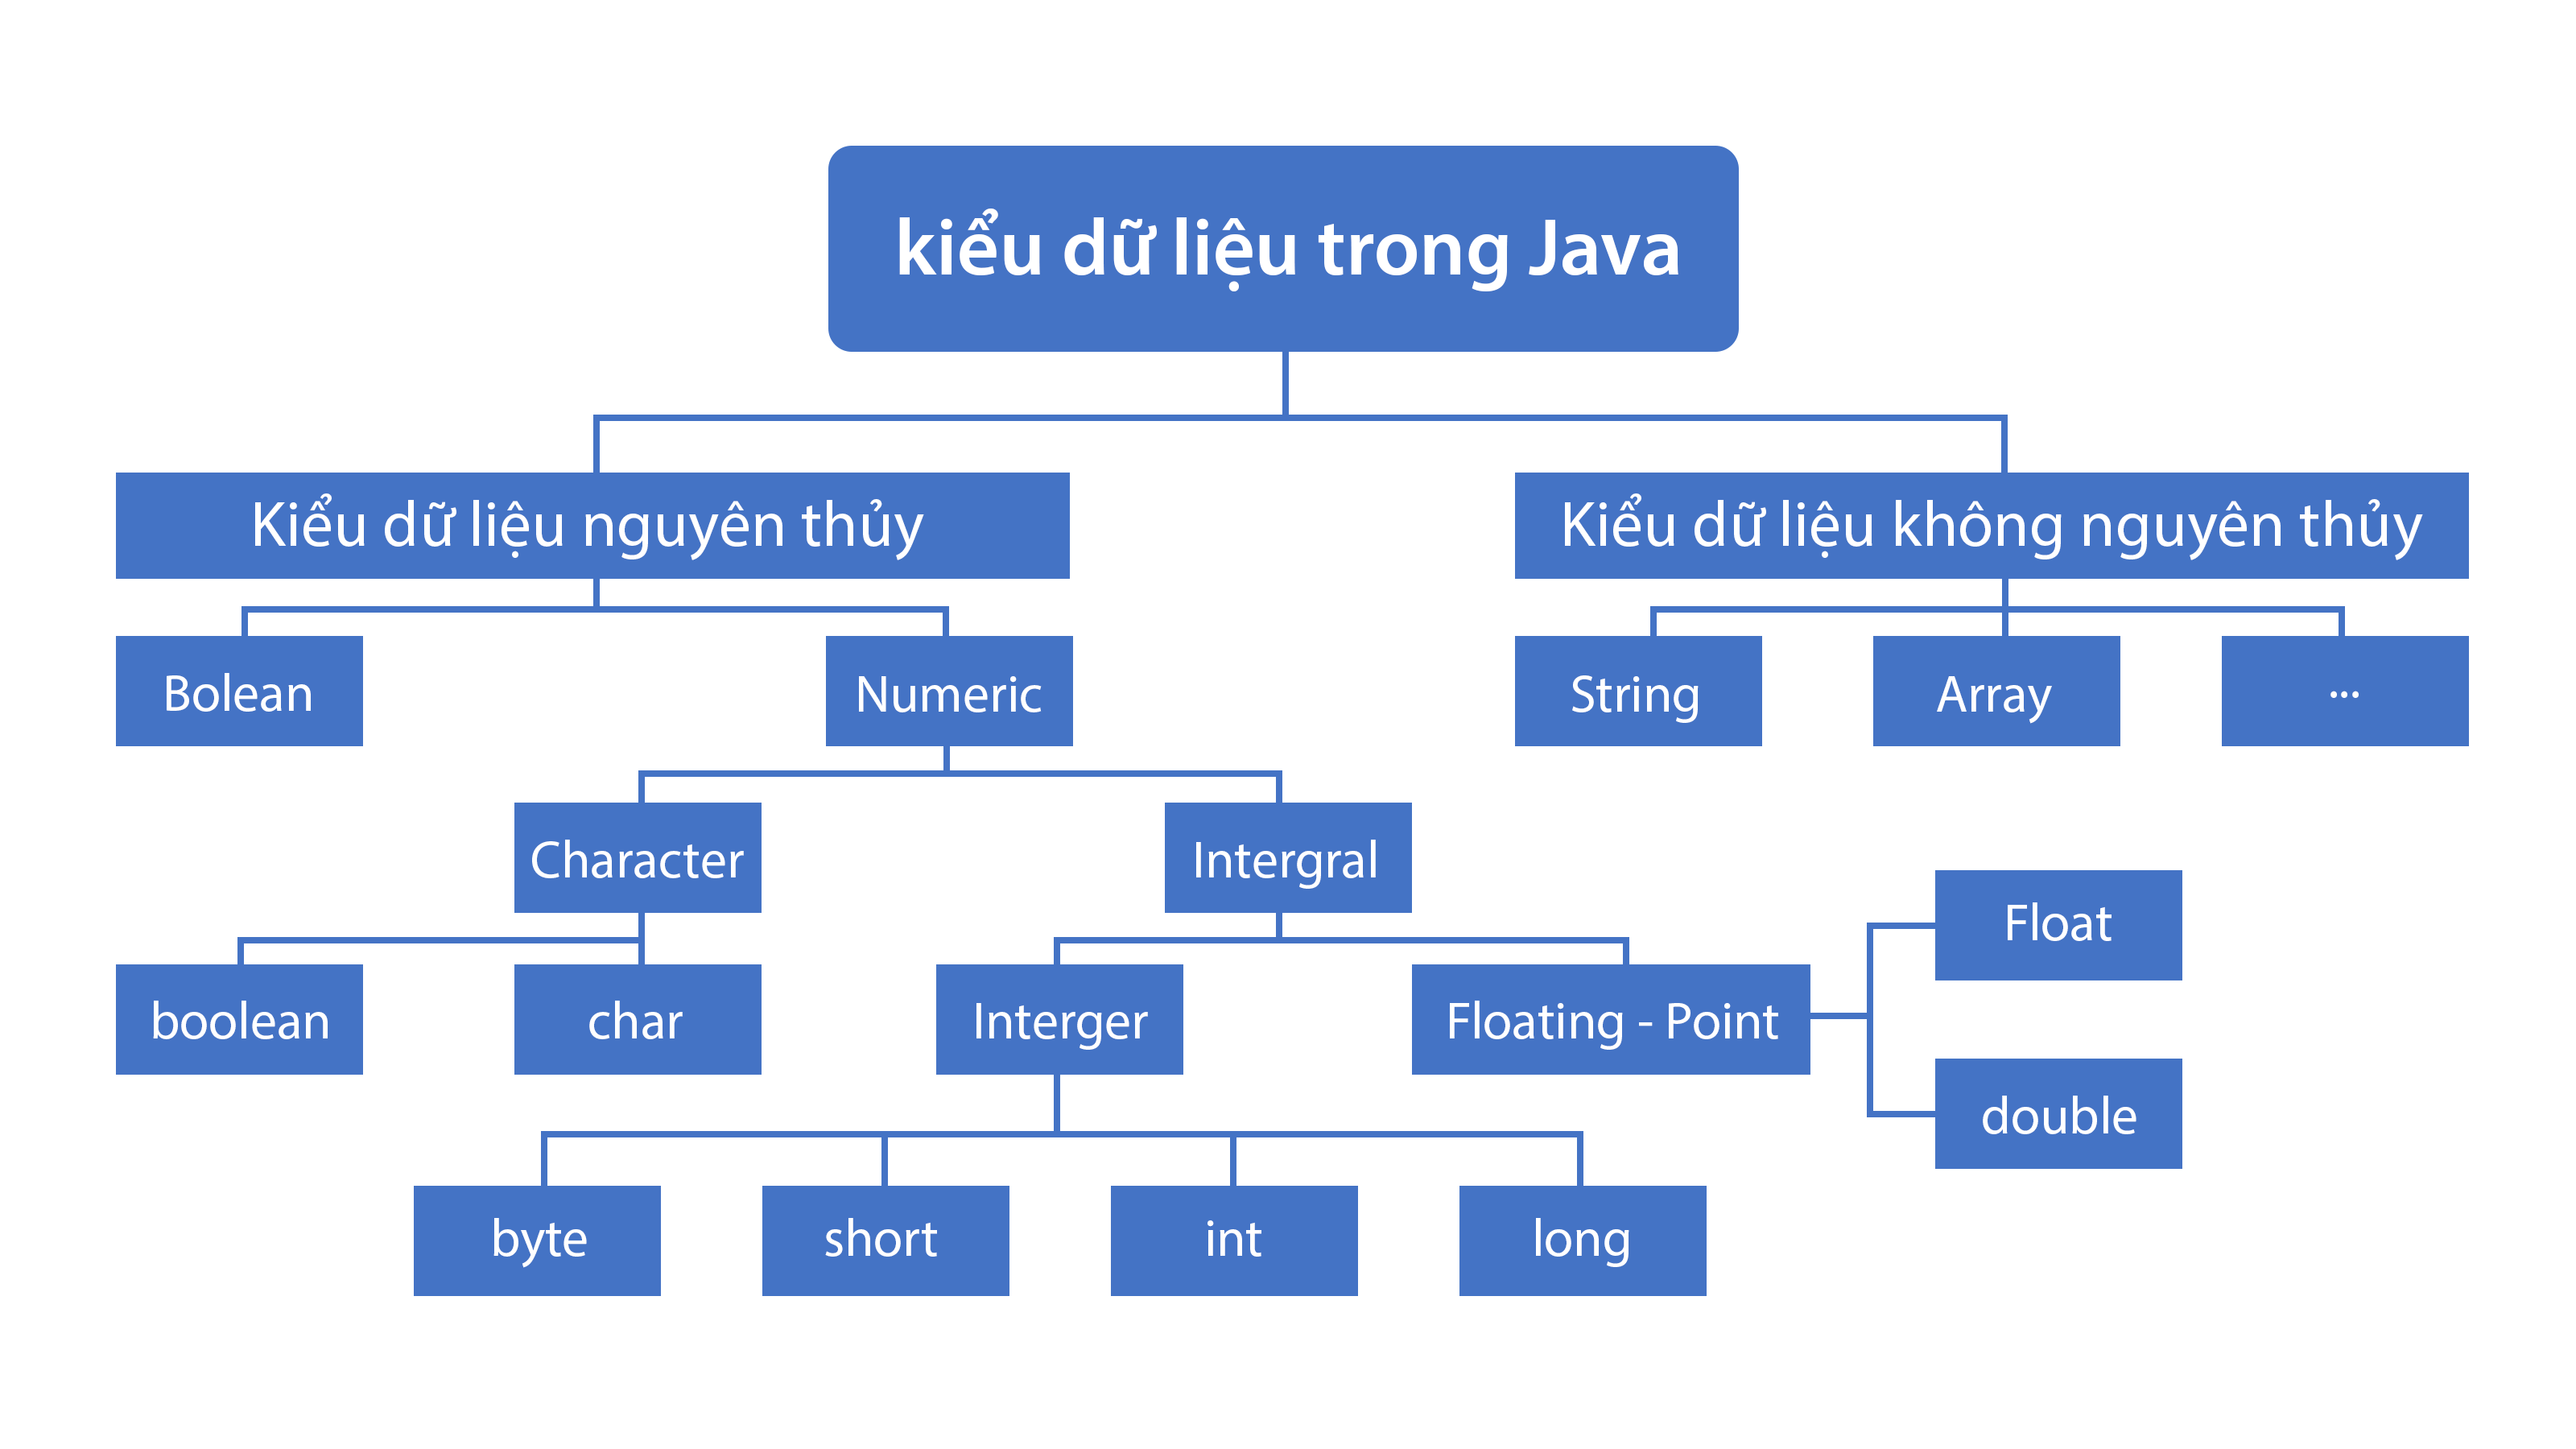 kiểu dữ liệu trong Java
Kiểu dữ liệu nguyên thủy
Kiểu dữ liệu không nguyên thủy
Bolean
Numeric
String
Array
...
Character
Intergral
Float
boolean
char
Interger
Floating - Point
double
byte
short
int
long